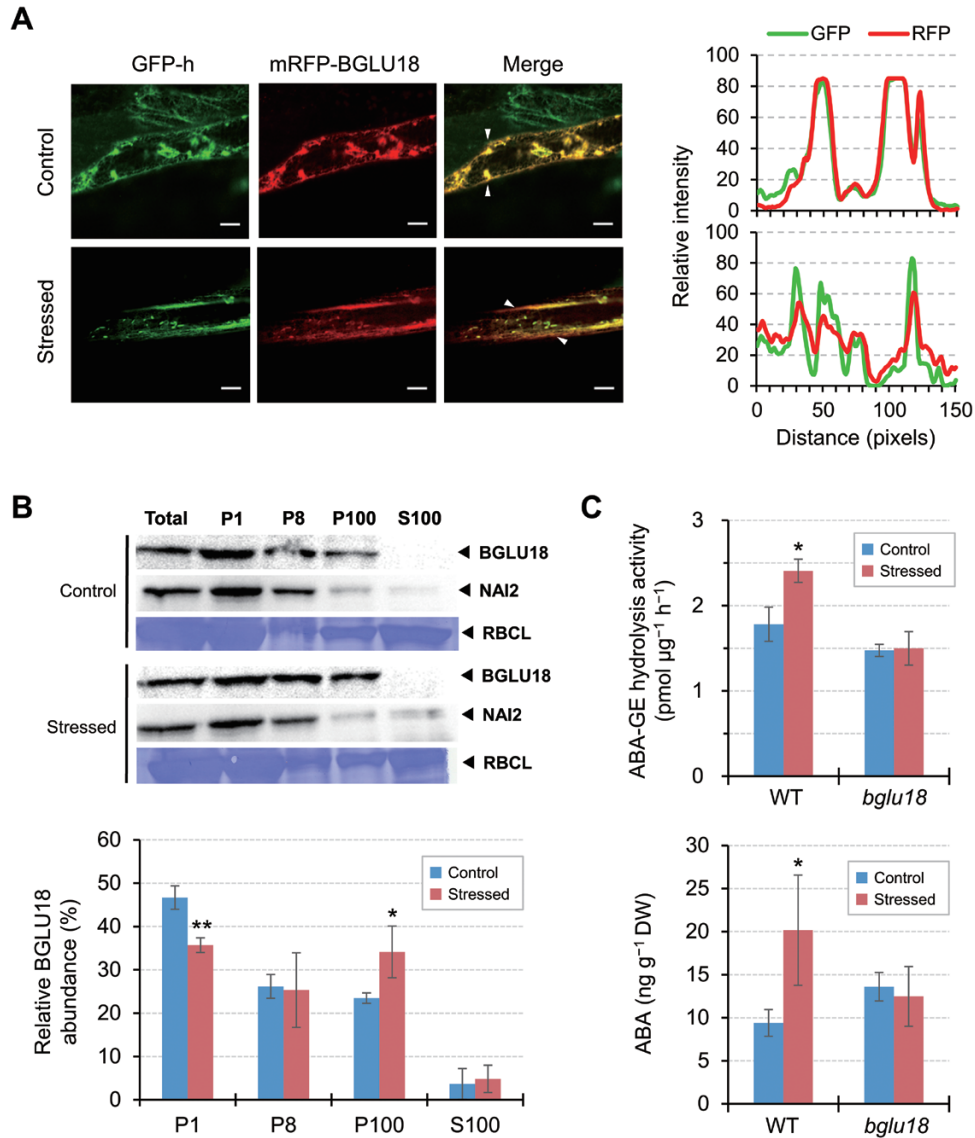 A
GFP-h
mRFP-BGLU18
Merge
Control
Stressed
GFP
RFP
100
80
60
40
20
0
100
80
60
40
20
0
Relative intensity
0
50
100
150
Distance (pixels)
B
Total
P1
P8
P100
S100
Control
BGLU18
NAI2
RBCL
Stressed
BGLU18
NAI2
RBCL
Relative BGLU18
abundance (%)
60
50
40
30
20
10
0
**
*
Control
Stressed
P1
P8
P100
S100
C
ABA-GE hydrolysis activity
(pmol µg⁻¹ h⁻¹)
3
2
1
0
*
Control
Stressed
WT
bglu18
ABA (ng g⁻¹ DW)
30
25
20
15
10
5
0
*
Control
Stressed
WT
bglu18